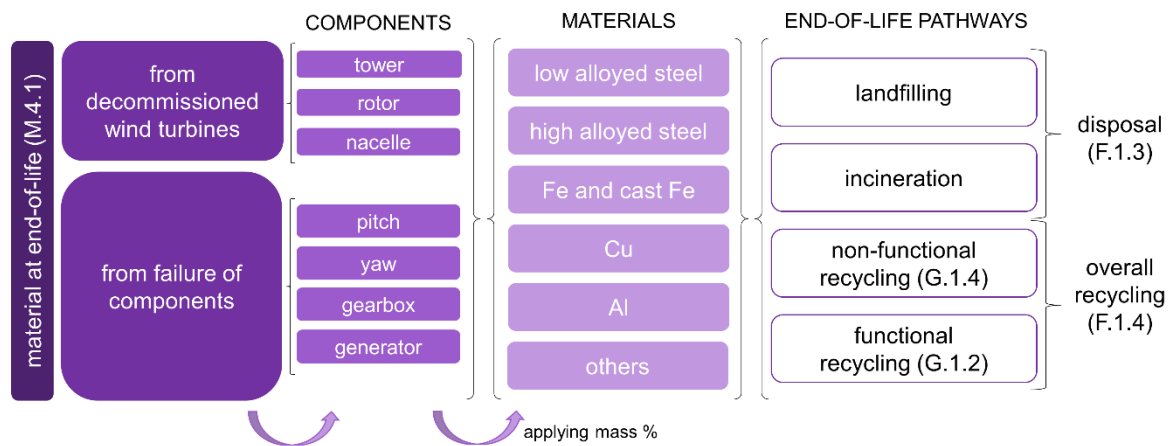 COMPONENTS
MATERIALS
END-OF-LIFE PATHWAYS
material at end-of-life (M.4.1)
from
decommissioned
wind turbines
from failure of
components
tower
rotor
nacelle
pitch
yaw
gearbox
generator
low alloyed steel
high alloyed steel
Fe and cast Fe
Cu
Al
others
landfilling
incineration
non-functional
recycling (G.1.4)
functional
recycling (G.1.2)
disposal
(F.1.3)
overall
recycling
(F.1.4)
applying mass %